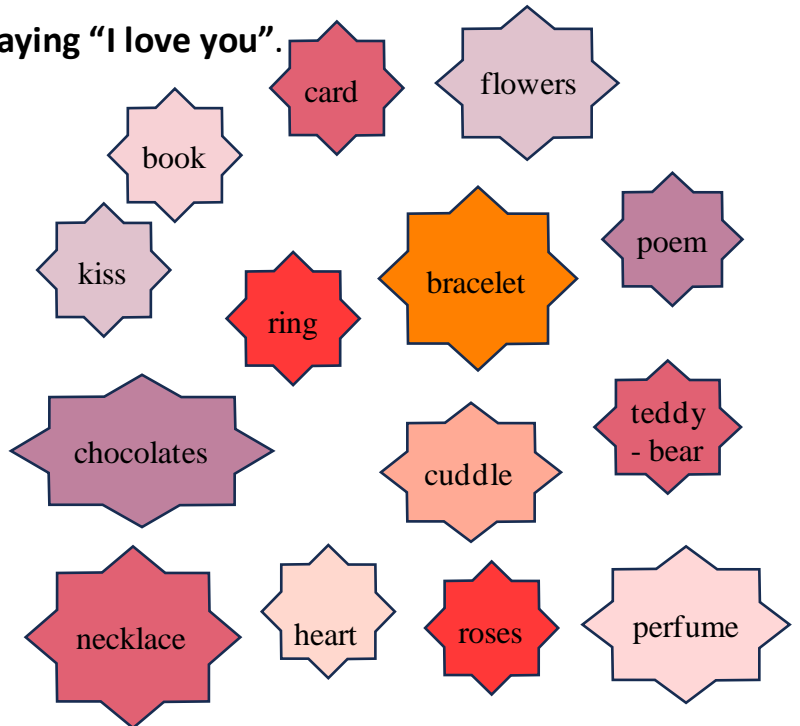 aying “I love you”.
card
flowers
book
poem
kiss
bracelet
ring
teddy
- bear
chocolates
cuddle
necklace
heart
roses
perfume